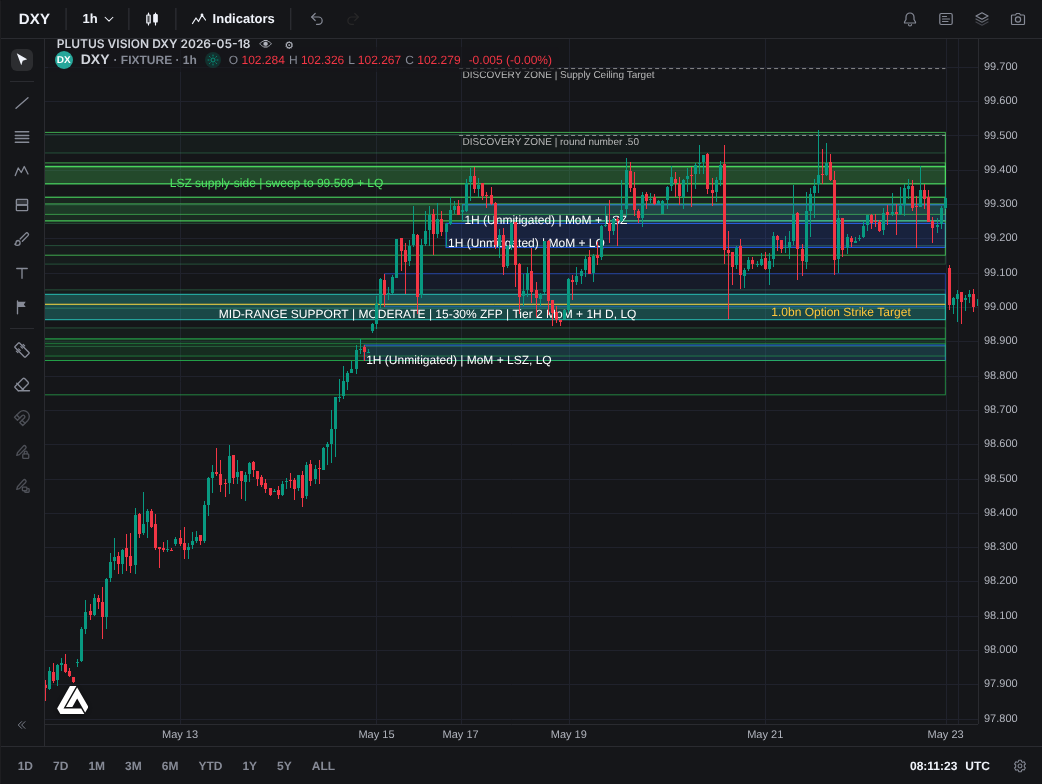 DXY 1h Indicators
PLUTUS VISION DXY 2026-05-18
DX DXY · FIXTURE · 1h O 102.284 H 102.326 L 102.267 C 102.279 -0.005 (-0.00%)
DISCOVERY ZONE | Supply Ceiling Target
DISCOVERY ZONE | round number .50
LSZ supply-side | sweep to 99.509 + LQ
1H (Unmitigated) | MoM + LSZ
1H (Unmitigated) | MoM + LQ
MID-RANGE SUPPORT | MODERATE | 15-30% ZFP | Tier 2 MoM + 1H D, LQ
1.0bn Option Strike Target
1H (Unmitigated) | MoM + LSZ, LQ
99.700
99.600
99.500
99.400
99.300
99.200
99.100
99.000
98.900
98.800
98.700
98.600
98.500
98.400
98.300
98.200
98.100
98.000
97.900
97.800
May 13 May 15 May 17 May 19 May 21 May 23
1D 7D 1M 3M 6M YTD 1Y 5Y ALL 08:11:23 UTC